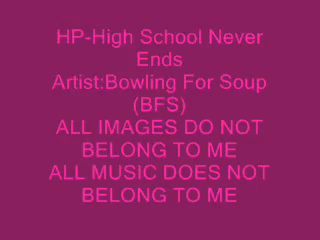 HP-High School Never
Ends
Artist:Bowling For Soup
(BFS)
ALL IMAGES DO NOT
BELONG TO ME
ALL MUSIC DOES NOT
BELONG TO ME